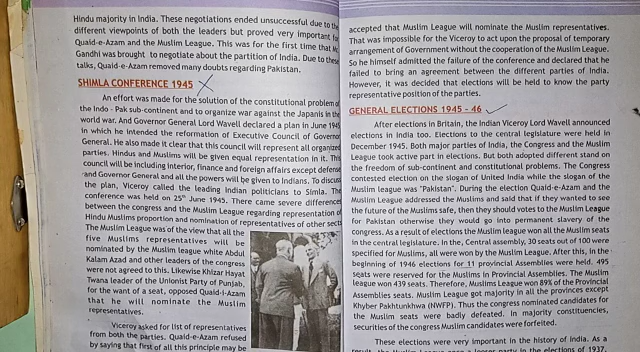 Hindu majority in India. These negotiations ended unsuccessful due to the
different viewpoints of both the leaders but proved very important for
Quaid-e-Azam and the Muslim League. This was for the first time that Mr.
Gandhi was brought to negotiate about the partition of India. Due to these
talks, Quaid-e-Azam removed many doubts regarding Pakistan.
SHIMLA CONFERENCE 1945
An effort was made for the solution of the constitutional problem of
the Indo - Pak sub-continent and to organize war against the Japanis in the
world war. And Governor General Lord Wavell declared a plan in June 1945
in which he intended the reformation of Executive Council of Governor
General. He also made it clear that this council will represent all organized
parties. Hindus and Muslims will be given equal representation in it. This
council will be including interior, finance and foreign affairs except defense
and Governor General and all the powers will be given to Indians. To discuss
the plan, Viceroy called the leading Indian politicians to Simla. The
conference was held on 25th June 1945. There came severe differences
between the congress and the Muslim League regarding representation of
Hindu Muslims proportion and nomination of representatives of other sects
The Muslim League was of the view that all the
five Muslims representatives will be
nominated by the Muslim league white Abdul
Kalam Azad and other leaders of the congress
were not agreed to this. Likewise Khizar Hayat
Twana leader of the Unionist Party of Punjab,
for the want of a seat, opposed Quaid-i-Azam
that he will nominate the Muslim
representatives.
Viceroy asked for list of representatives
from both the parties. Quaid-e-Azam refused
by saying that first of all this principle may be
accepted that Muslim League will nominate the Muslim representatives.
That was impossible for the Viceroy to act upon the proposal of temporary
arrangement of Government without the cooperation of the Muslim League.
So he himself admitted the failure of the conference and declared that he
failed to bring an agreement between the different parties of India.
However, it was decided that elections will be held to know the party
representative position of the parties.
GENERAL ELECTIONS 1945 - 46
After elections in Britain, the Indian Viceroy Lord Wavell announced
elections in India too. Elections to the central legislature were held in
December 1945. Both major parties of India, the Congress and the Muslim
League took active part in elections. But both adopted different stand on
the freedom of sub-continent and constitutional problems. The Congress
contested election on the slogan of United India while the slogan of the
Muslim league was "Pakistan". During the election Quaid-e-Azam and the
Muslim League addressed the Muslims and said that if they wanted to see
the future of the Muslims safe, then they should votes to the Muslim League
for Pakistan otherwise they would go into permanent slavery of the
congress. As a result of elections the Muslim league won all the Muslim seats
in the central legislature. In the, Central assembly, 30 seats out of 100 were
specified for Muslims, all were won by the Muslim League. After this, in the
beginning of 1946 elections for 11 provincial Assemblies were held. 495
seats were reserved for the Muslims in Provincial Assemblies. The Muslim
league won 439 seats. Therefore, Muslims League won 89% of the Provincial
Assemblies seats. Muslim League got majority in all the provinces except
Khyber Pakhtunkhwa (NWFP). Thus the congress nominated candidates for
the Muslim seats were badly defeated. In majority constituencies,
securities of the congress Muslim candidates were forfeited.
These elections were very important in the history of India. As a
in the elections of 1937,